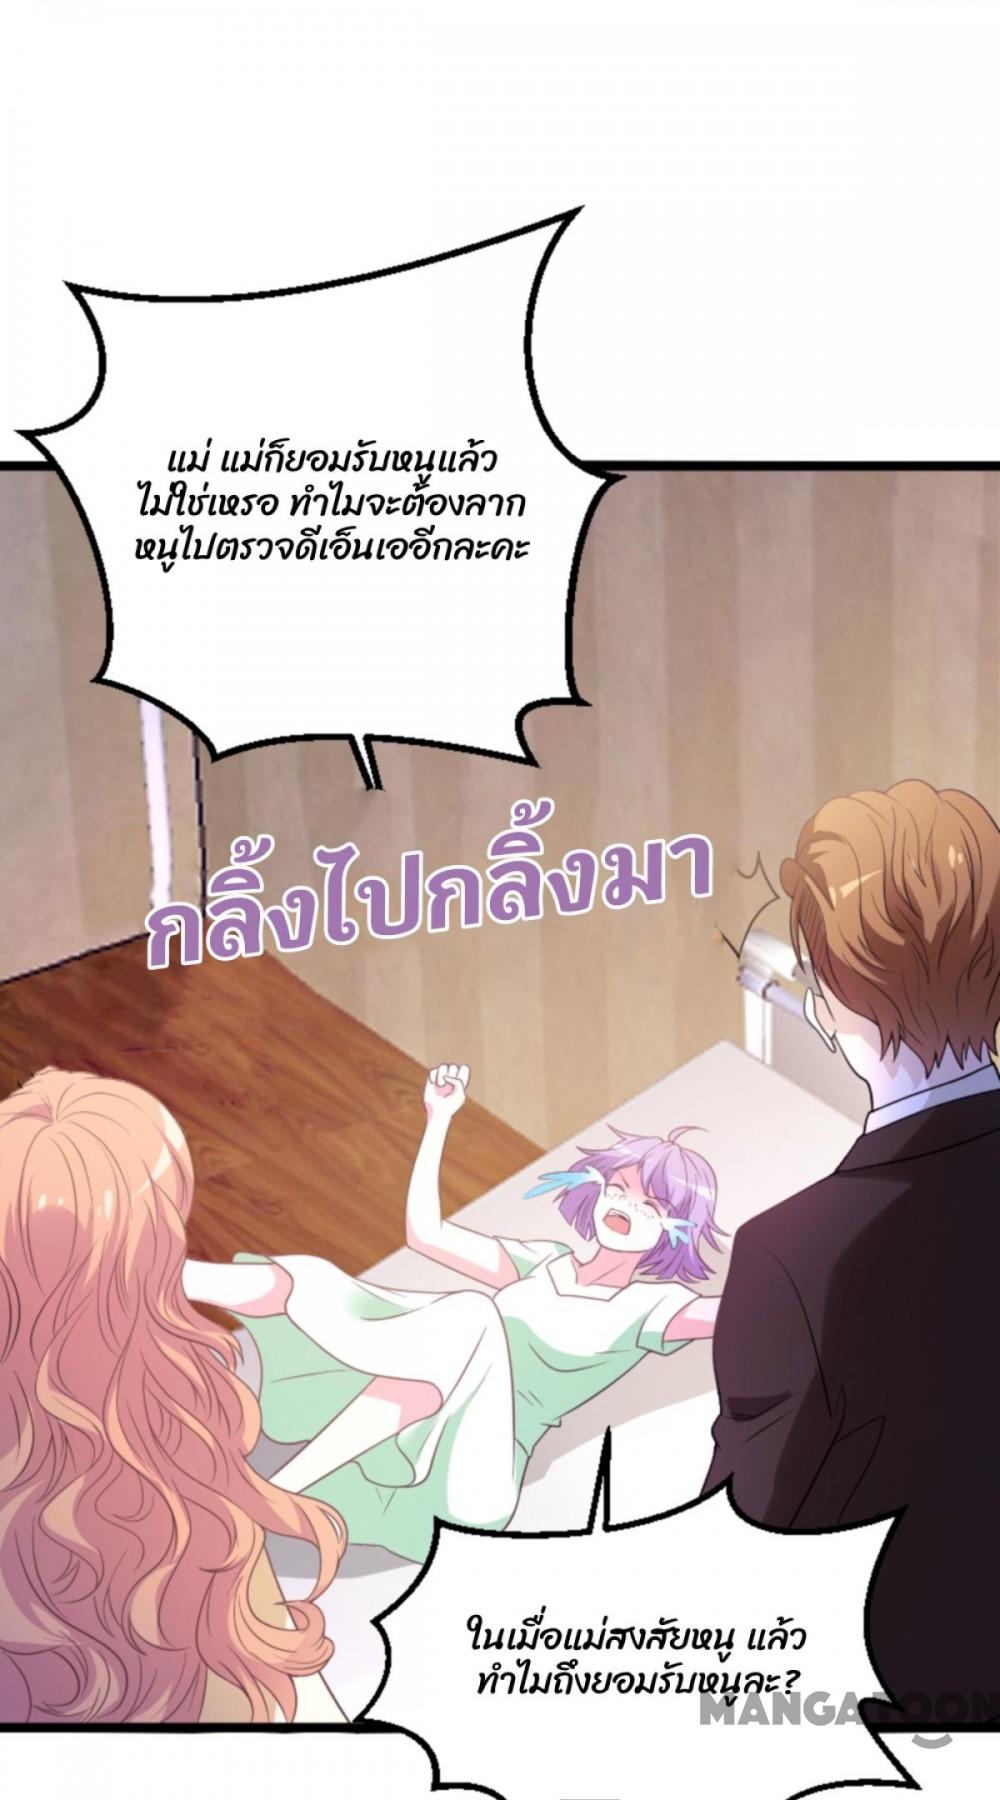 แม่ แม่ก็ยอมรับหนูแล้ว
ไม่ใช่เหรอ ทำไมจะต้องลาก
หนูไปตรวจดีเอ็นเออีกละคะ
กลิ้งไปกลิ้งมา
ในเมื่อแม่สงสัยหนู แล้ว
ทำไมถึงยอมรับหนูละ?
MANGATOON